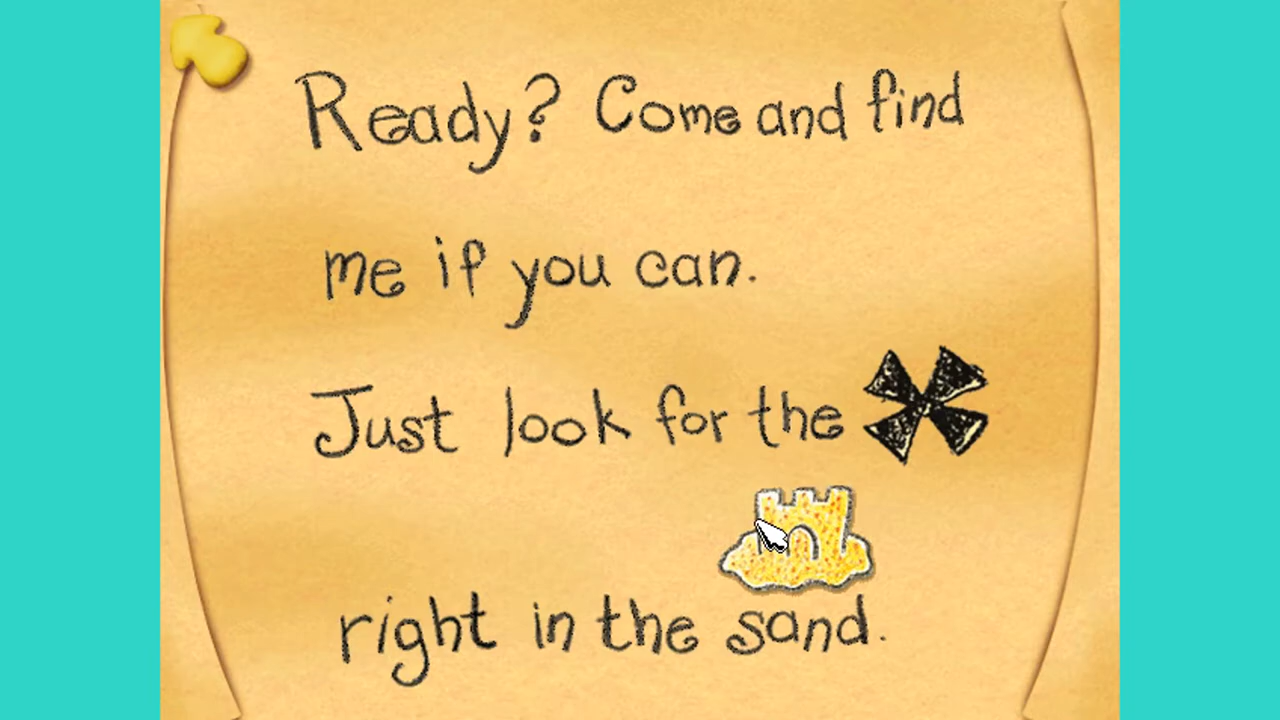 Ready? Come and find
me if you can.
Just look for the
right in the sand.